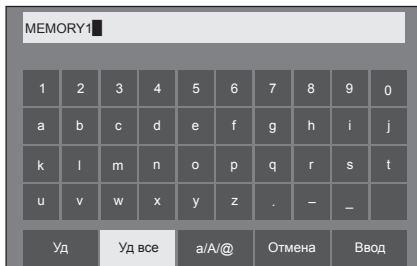 MEMORY1
1 2 3 4 5 6 7 8 9 0
a b c d e f g h i j
k l m n o p q r s t
u v w x y z . – _
Уд Уд все a/A/@ Отмена Ввод